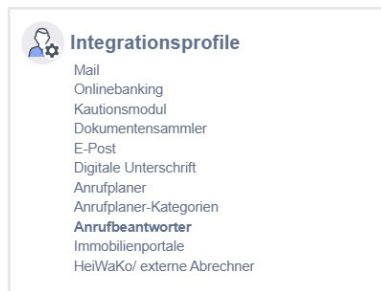 Integrationsprofile
Mail
Onlinebanking
Kautionsmodul
Dokumentensammler
E-Post
Digitale Unterschrift
Anrufplaner
Anrufplaner-Kategorien
Anrufbeantworter
Immobilienportale
HeiWaKo/ externe Abrechner